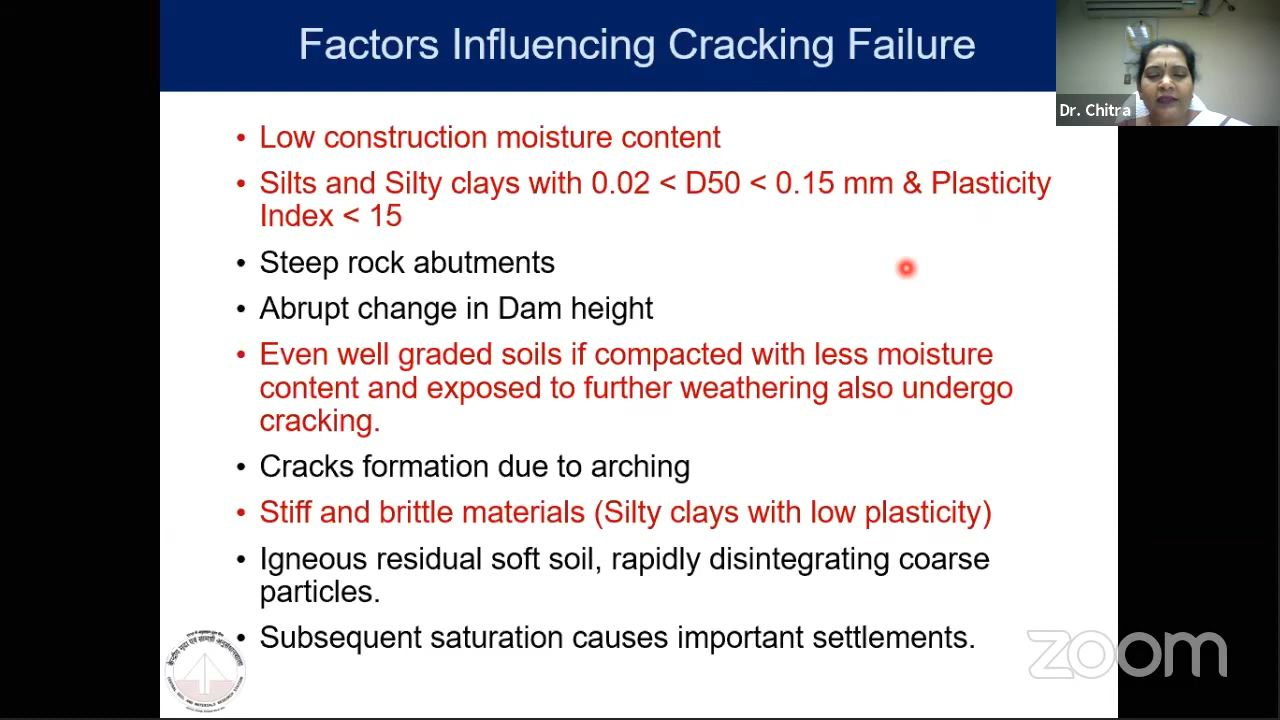 Factors Influencing Cracking Failure
Dr. Chitra
• Low construction moisture content
• Silts and Silty clays with 0.02 < D50 < 0.15 mm & Plasticity
Index < 15
• Steep rock abutments
• Abrupt change in Dam height
• Even well graded soils if compacted with less moisture
content and exposed to further weathering also undergo
cracking.
• Cracks formation due to arching
• Stiff and brittle materials (Silty clays with low plasticity)
• Igneous residual soft soil, rapidly disintegrating coarse
particles.
• Subsequent saturation causes important settlements.
zoom